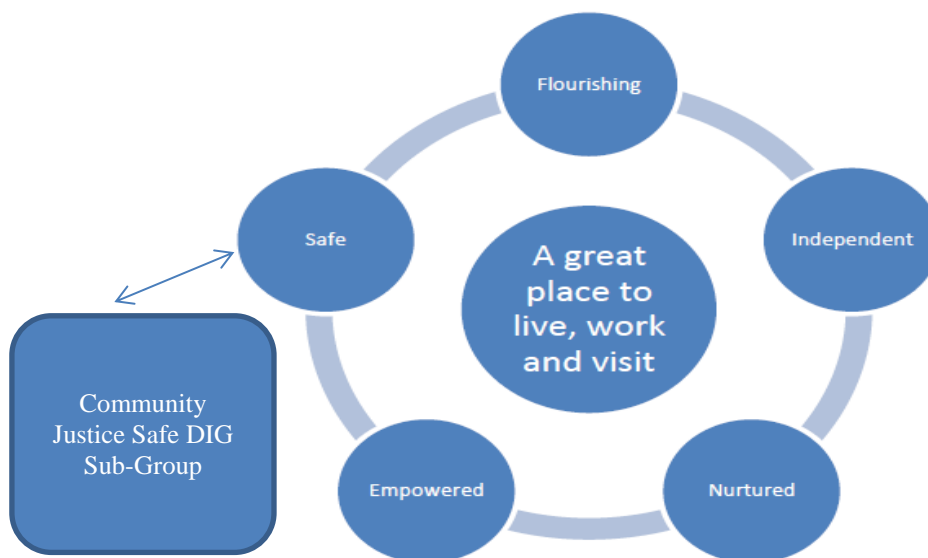 Flourishing
Safe
Independent
A great
place to
live, work
and visit
Community
Justice Safe DIG
Sub-Group
Empowered
Nurtured